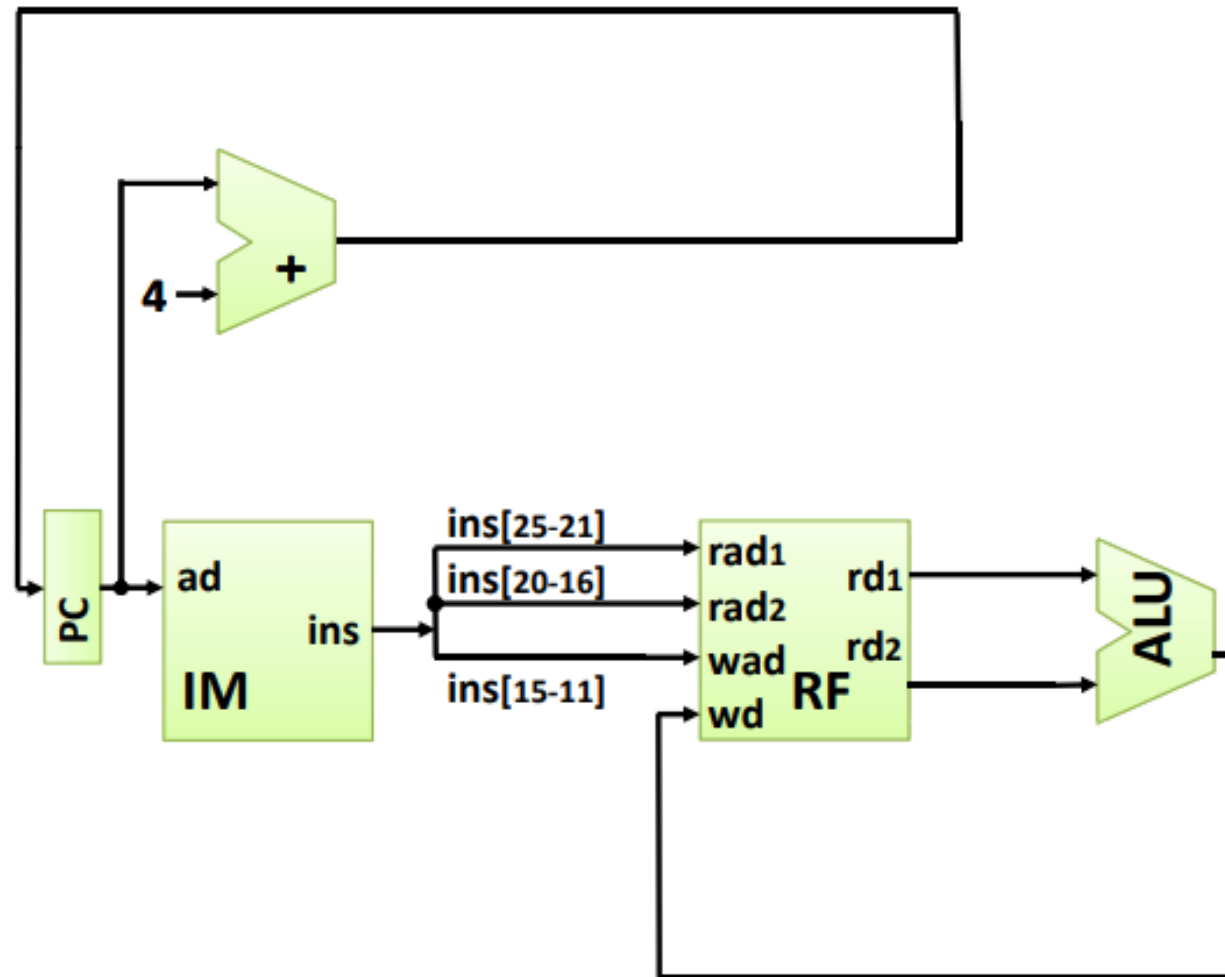 +
4
ins[25-21]
ins[20-16]
ins[15-11]
PC
ad
ins
IM
rad1
rad2
wad
wd
rd1
rd2
RF
ALU